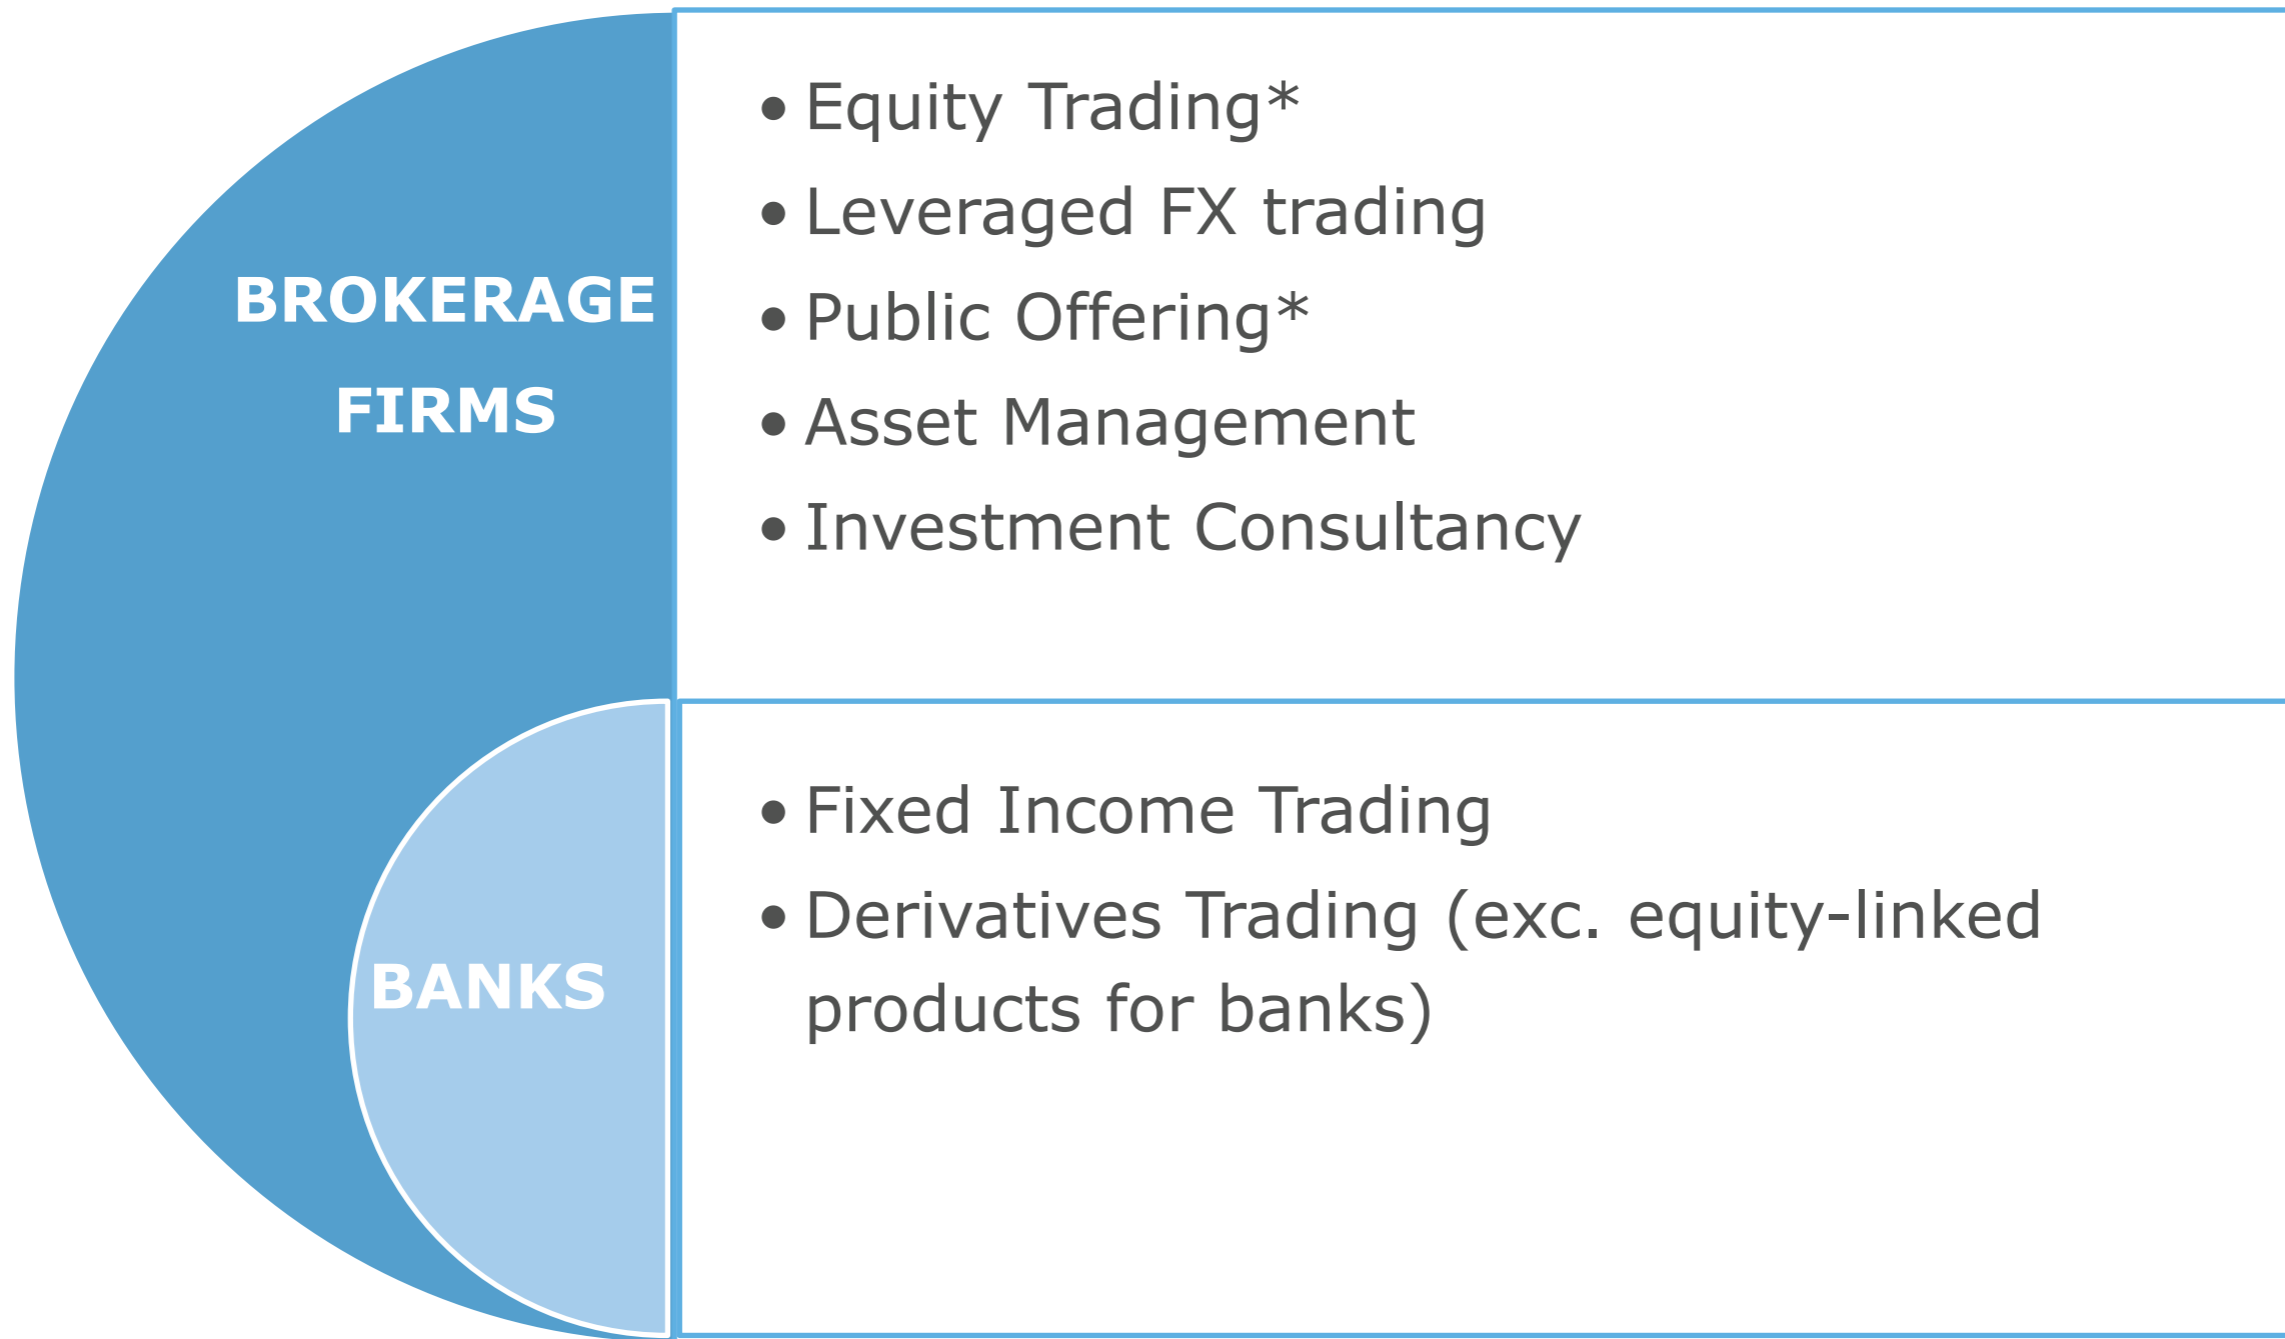 BROKERAGE
FIRMS
• Equity Trading*
• Leveraged FX trading
• Public Offering*
• Asset Management
• Investment Consultancy
BANKS
• Fixed Income Trading
• Derivatives Trading (exc. equity-linked
products for banks)